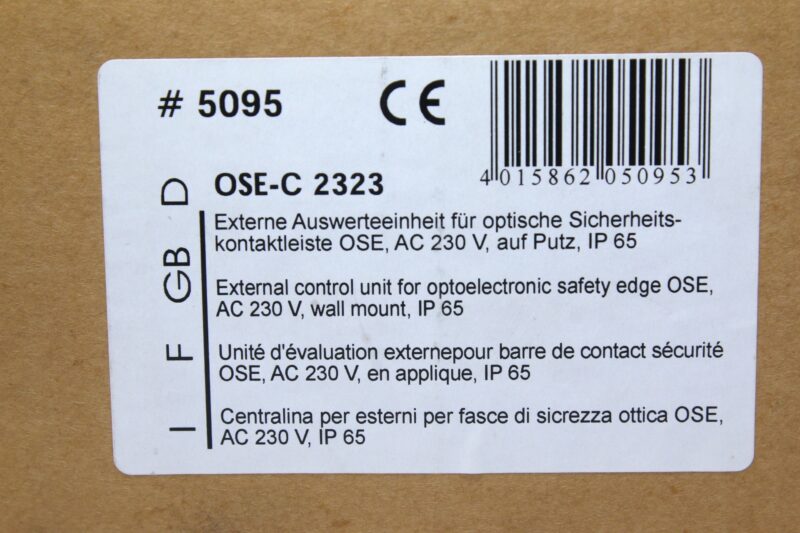 # 5095
CE
4 015862 050953
OSE-C 2323
D
Externe Auswerteeinheit für optische Sicherheits-
kontaktleiste OSE, AC 230 V, auf Putz, IP 65
GB
External control unit for optoelectronic safety edge OSE,
AC 230 V, wall mount, IP 65
F
Unité d'évaluation externepour barre de contact sécurité
OSE, AC 230 V, en applique, IP 65
I
Centralina per esterni per fasce di sicrezza ottica OSE,
AC 230 V, IP 65